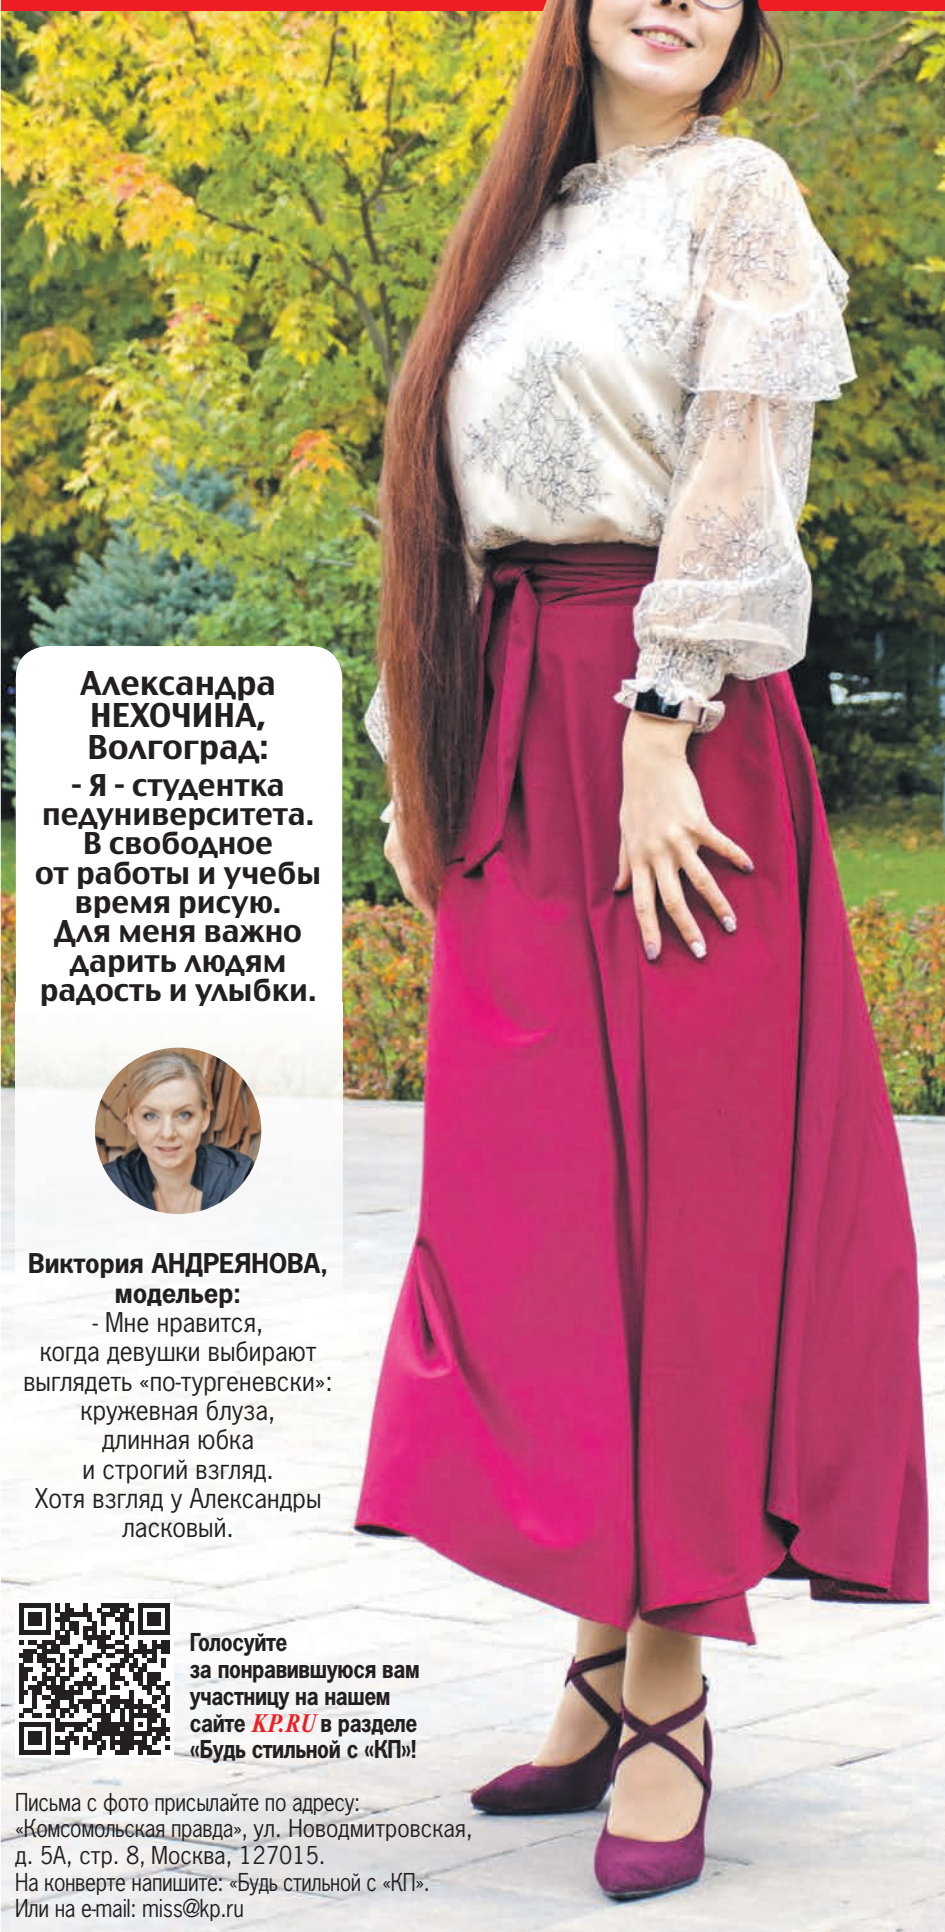 Александра
НЕХОЧИНА,
Волгоград:
- Я - студентка
педуниверситета.
В свободное
от работы и учебы
время рисую.
Для меня важно
дарить людям
радость и улыбки.
Виктория АНДРЕЯНОВА,
модельер:
- Мне нравится,
когда девушки выбирают
выглядеть «по-тургеневски»:
кружевная блуза,
длинная юбка
и строгий взгляд.
Хотя взгляд у Александры
ласковый.
Голосуйте
за понравившуюся вам
участницу на нашем
сайте KP.RU в разделе
«Будь стильной с «КП»!
Письма с фото присылайте по адресу:
«Комсомольская правда», ул. Новодмитровская,
д. 5А, стр. 8, Москва, 127015.
На конверте напишите: «Будь стильной с «КП».
Или на e-mail: miss@kp.ru